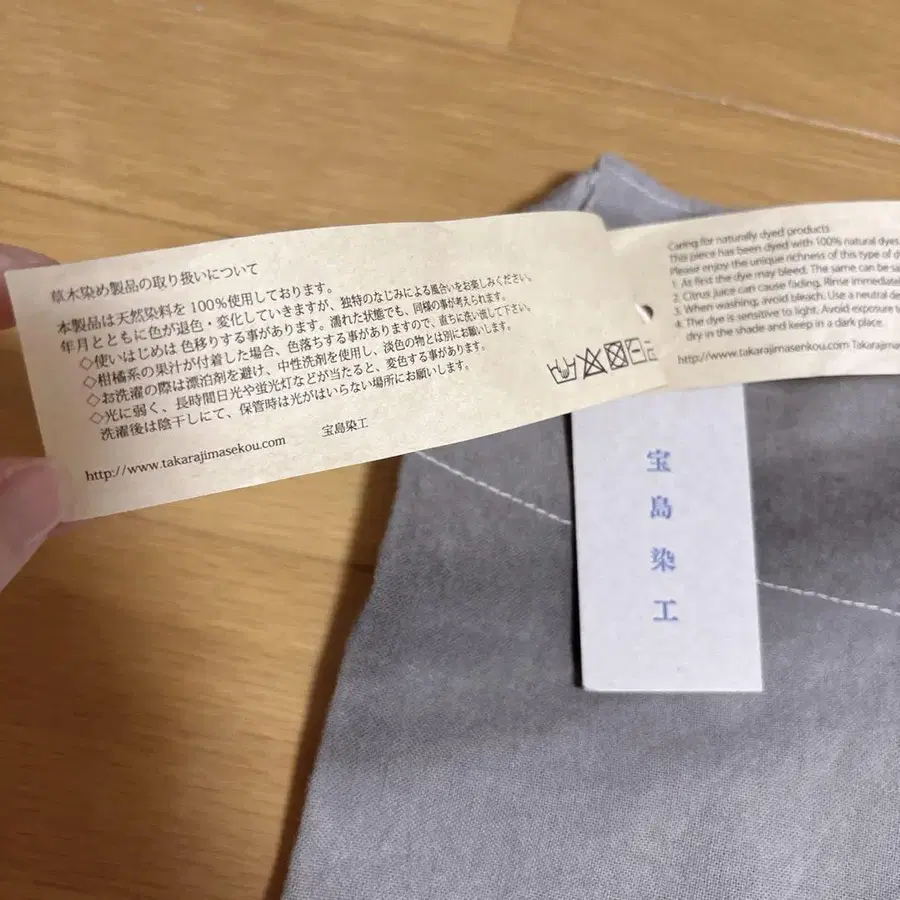 草木染め製品の取り扱いについて
本製品は天然染料を100%使用しております。
年月とともに色が退色・変化していきますが、独特のなじみによる風合いをお楽しみください。
◇使いはじめは色移りする事があります。濡れた状態でも、同様の事が考えられます。
◇柑橘系の果汁が付着した場合、色落ちする事がありますので、直ちに洗い流して下さい。
◇お洗濯の際は漂泊剤を避け、中性洗剤を使用し、淡色の物とは別にお願いします。
◇光に弱く、長時間日光や蛍光灯などが当たると、変色する事があります。
洗濯後は陰干しにて、保管時は光がはいらない場所にお願いします。
http://www.takarajimasekou.com 宝島染工
Caring for naturally dyed products
This piece has been dyed with 100% natural dyes
Please enjoy the unique richness of this type of
1. At first the dye may bleed. The same can be
2. Citrus juice can cause fading. Rinse
3. When washing, avoid bleach. Use a neutral
4. The dye is sensitive to light. Avoid exposure
dry in the shade and keep in a dark place.
http://www.takarajimasenkou.com
宝島染工